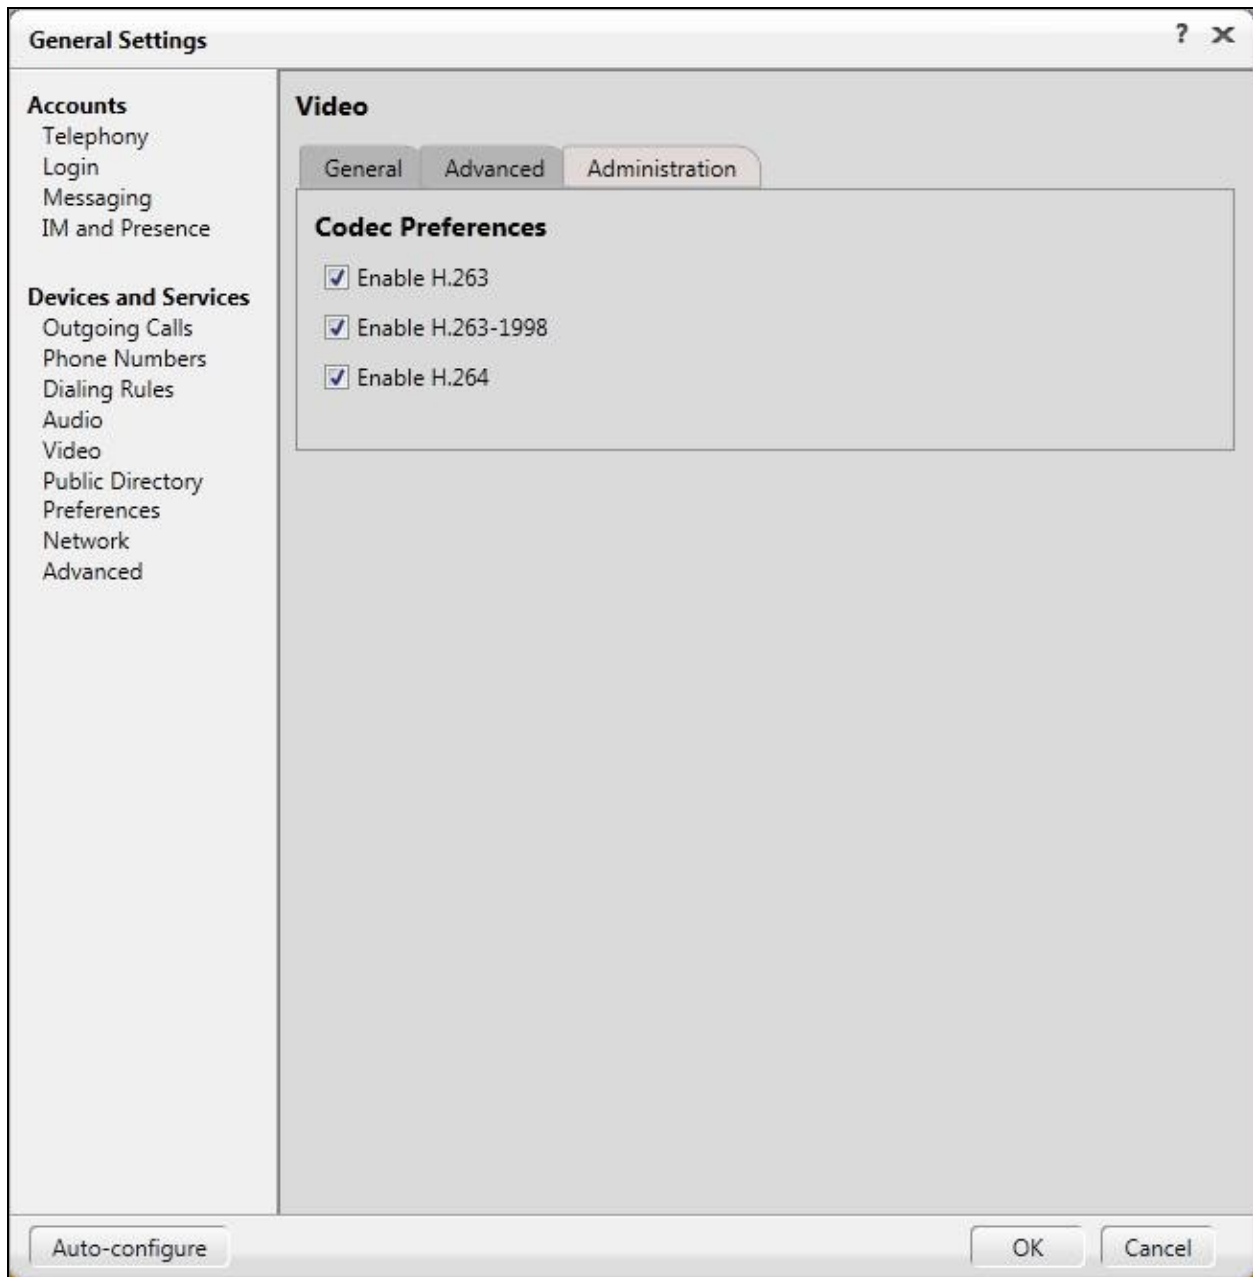 General Settings
?
Accounts
Telephony
Login
Messaging
IM and Presence
Devices and Services
Outgoing Calls
Phone Numbers
Dialing Rules
Audio
Video
Public Directory
Preferences
Network
Advanced
Video
General Advanced Administration
Codec Preferences
Enable H.263
Enable H.263-1998
Enable H.264
Auto-configure OK Cancel